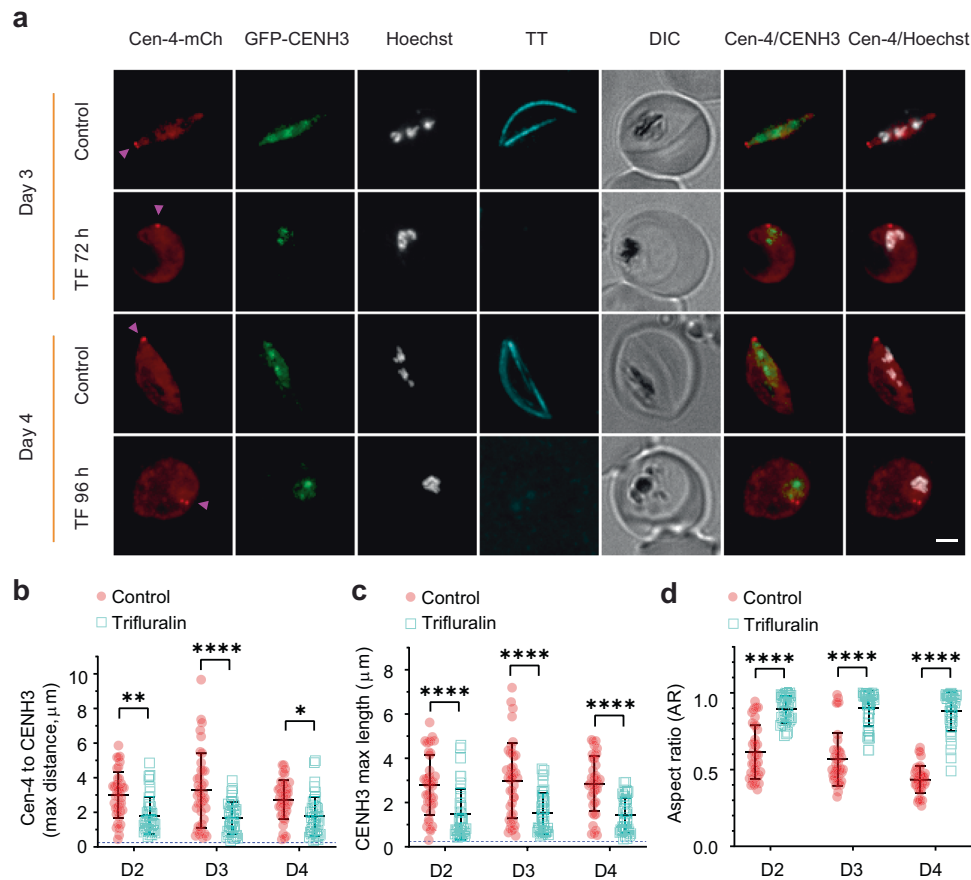 a
Cen-4-mCh GFP-CENH3 Hoechst TT DIC Cen-4/CENH3 Cen-4/Hoechst
Day 3
Control
TF 72 h
Day 4
Control
TF 96 h
b
Control
Trifluralin
Cen-4 to CENH3
(max distance, μm)
10
8
6
4
2
0
** **** *
D2 D3 D4
c
Control
Trifluralin
CENH3 max length (μm)
8
6
4
2
0
**** **** ****
D2 D3 D4
d
Control
Trifluralin
Aspect ratio (AR)
1.0
0.5
0.0
**** **** ****
D2 D3 D4